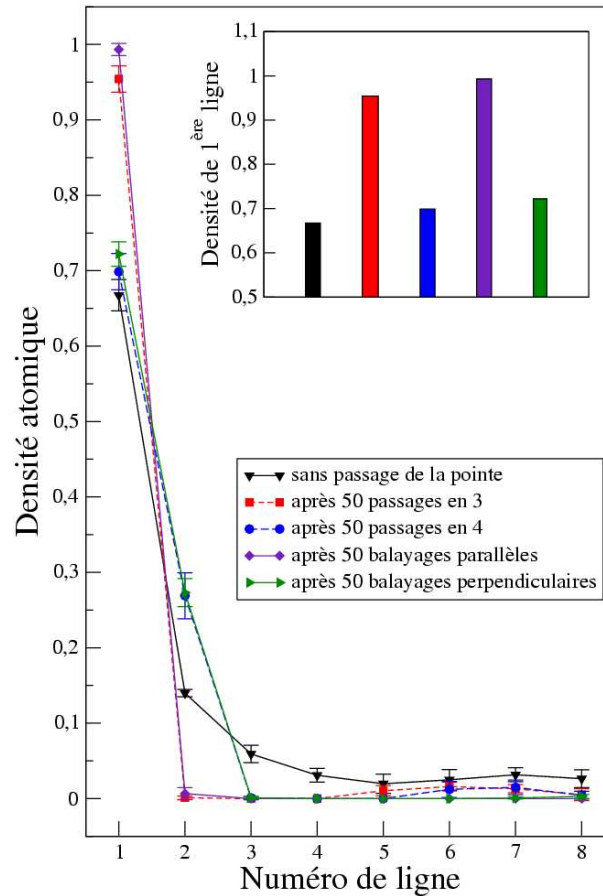 1,1
1
0,9
0,8
0,7
0,6
0,5
Densité de 1ère ligne
1
0,9
0,8
0,7
0,6
0,5
0,4
0,3
0,2
0,1
0
Densité atomique
sans passage de la pointe
après 50 passages en 3
après 50 passages en 4
après 50 balayages parallèles
après 50 balayages perpendiculaires
1 2 3 4 5 6 7 8
Numéro de ligne